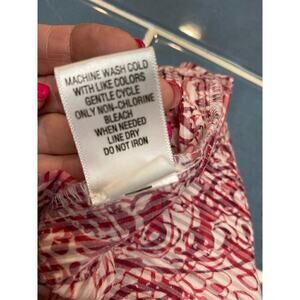 MACHINE WASH COLD
WITH LIKE COLORS
GENTLE CYCLE
ONLY NON-CHLORINE
BLEACH
WHEN NEEDED
LINE DRY
DO NOT IRON